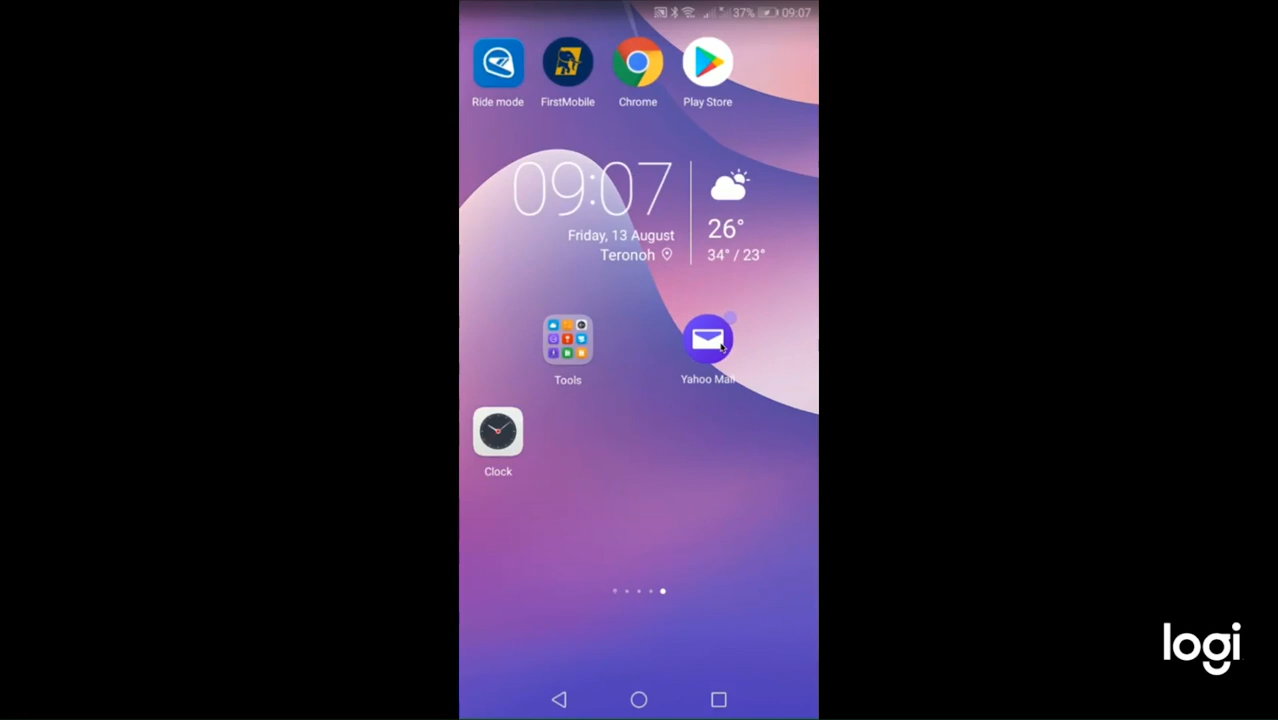 37% 09:07
Ride mode FirstMobile Chrome Play Store
09:07
26°
Friday, 13 August
Teronoh
34° / 23°
Tools
Yahoo Mail
Clock
logi